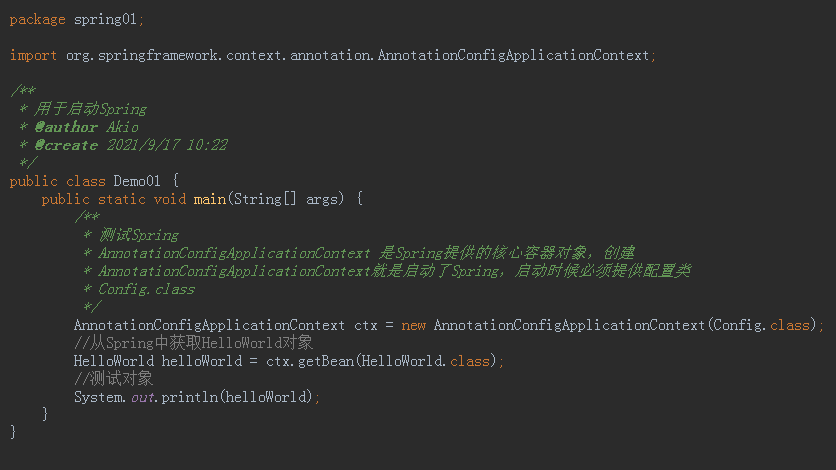 package spring01;
import org.springframework.context.annotation.AnnotationConfigApplicationContext;
/**
 * 用于启动Spring
 * @author Akio
 * @create 2021/9/17 10:22
 */
public class Demo01 {
    public static void main(String[] args) {
        /**
         * 测试Spring
         * AnnotationConfigApplicationContext 是Spring提供的核心容器对象，创建
         * AnnotationConfigApplicationContext就是启动了Spring，启动时候必须提供配置类
         * Config.class
         */
        AnnotationConfigApplicationContext ctx = new AnnotationConfigApplicationContext(Config.class);
        //从Spring中获取HelloWorld对象
        HelloWorld helloWorld = ctx.getBean(HelloWorld.class);
        //测试对象
        System.out.println(helloWorld);
    }
}